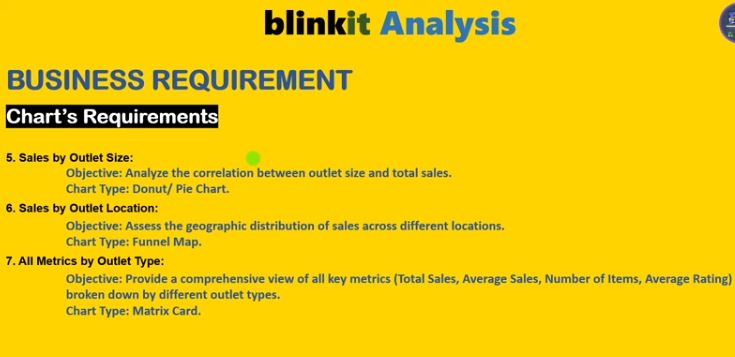 blinkit Analysis
BUSINESS REQUIREMENT
Chart's Requirements
5. Sales by Outlet Size:
Objective: Analyze the correlation between outlet size and total sales.
Chart Type: Donut/ Pie Chart.
6. Sales by Outlet Location:
Objective: Assess the geographic distribution of sales across different locations.
Chart Type: Funnel Map.
7. All Metrics by Outlet Type:
Objective: Provide a comprehensive view of all key metrics (Total Sales, Average Sales, Number of Items, Average Rating)
broken down by different outlet types.
Chart Type: Matrix Card.